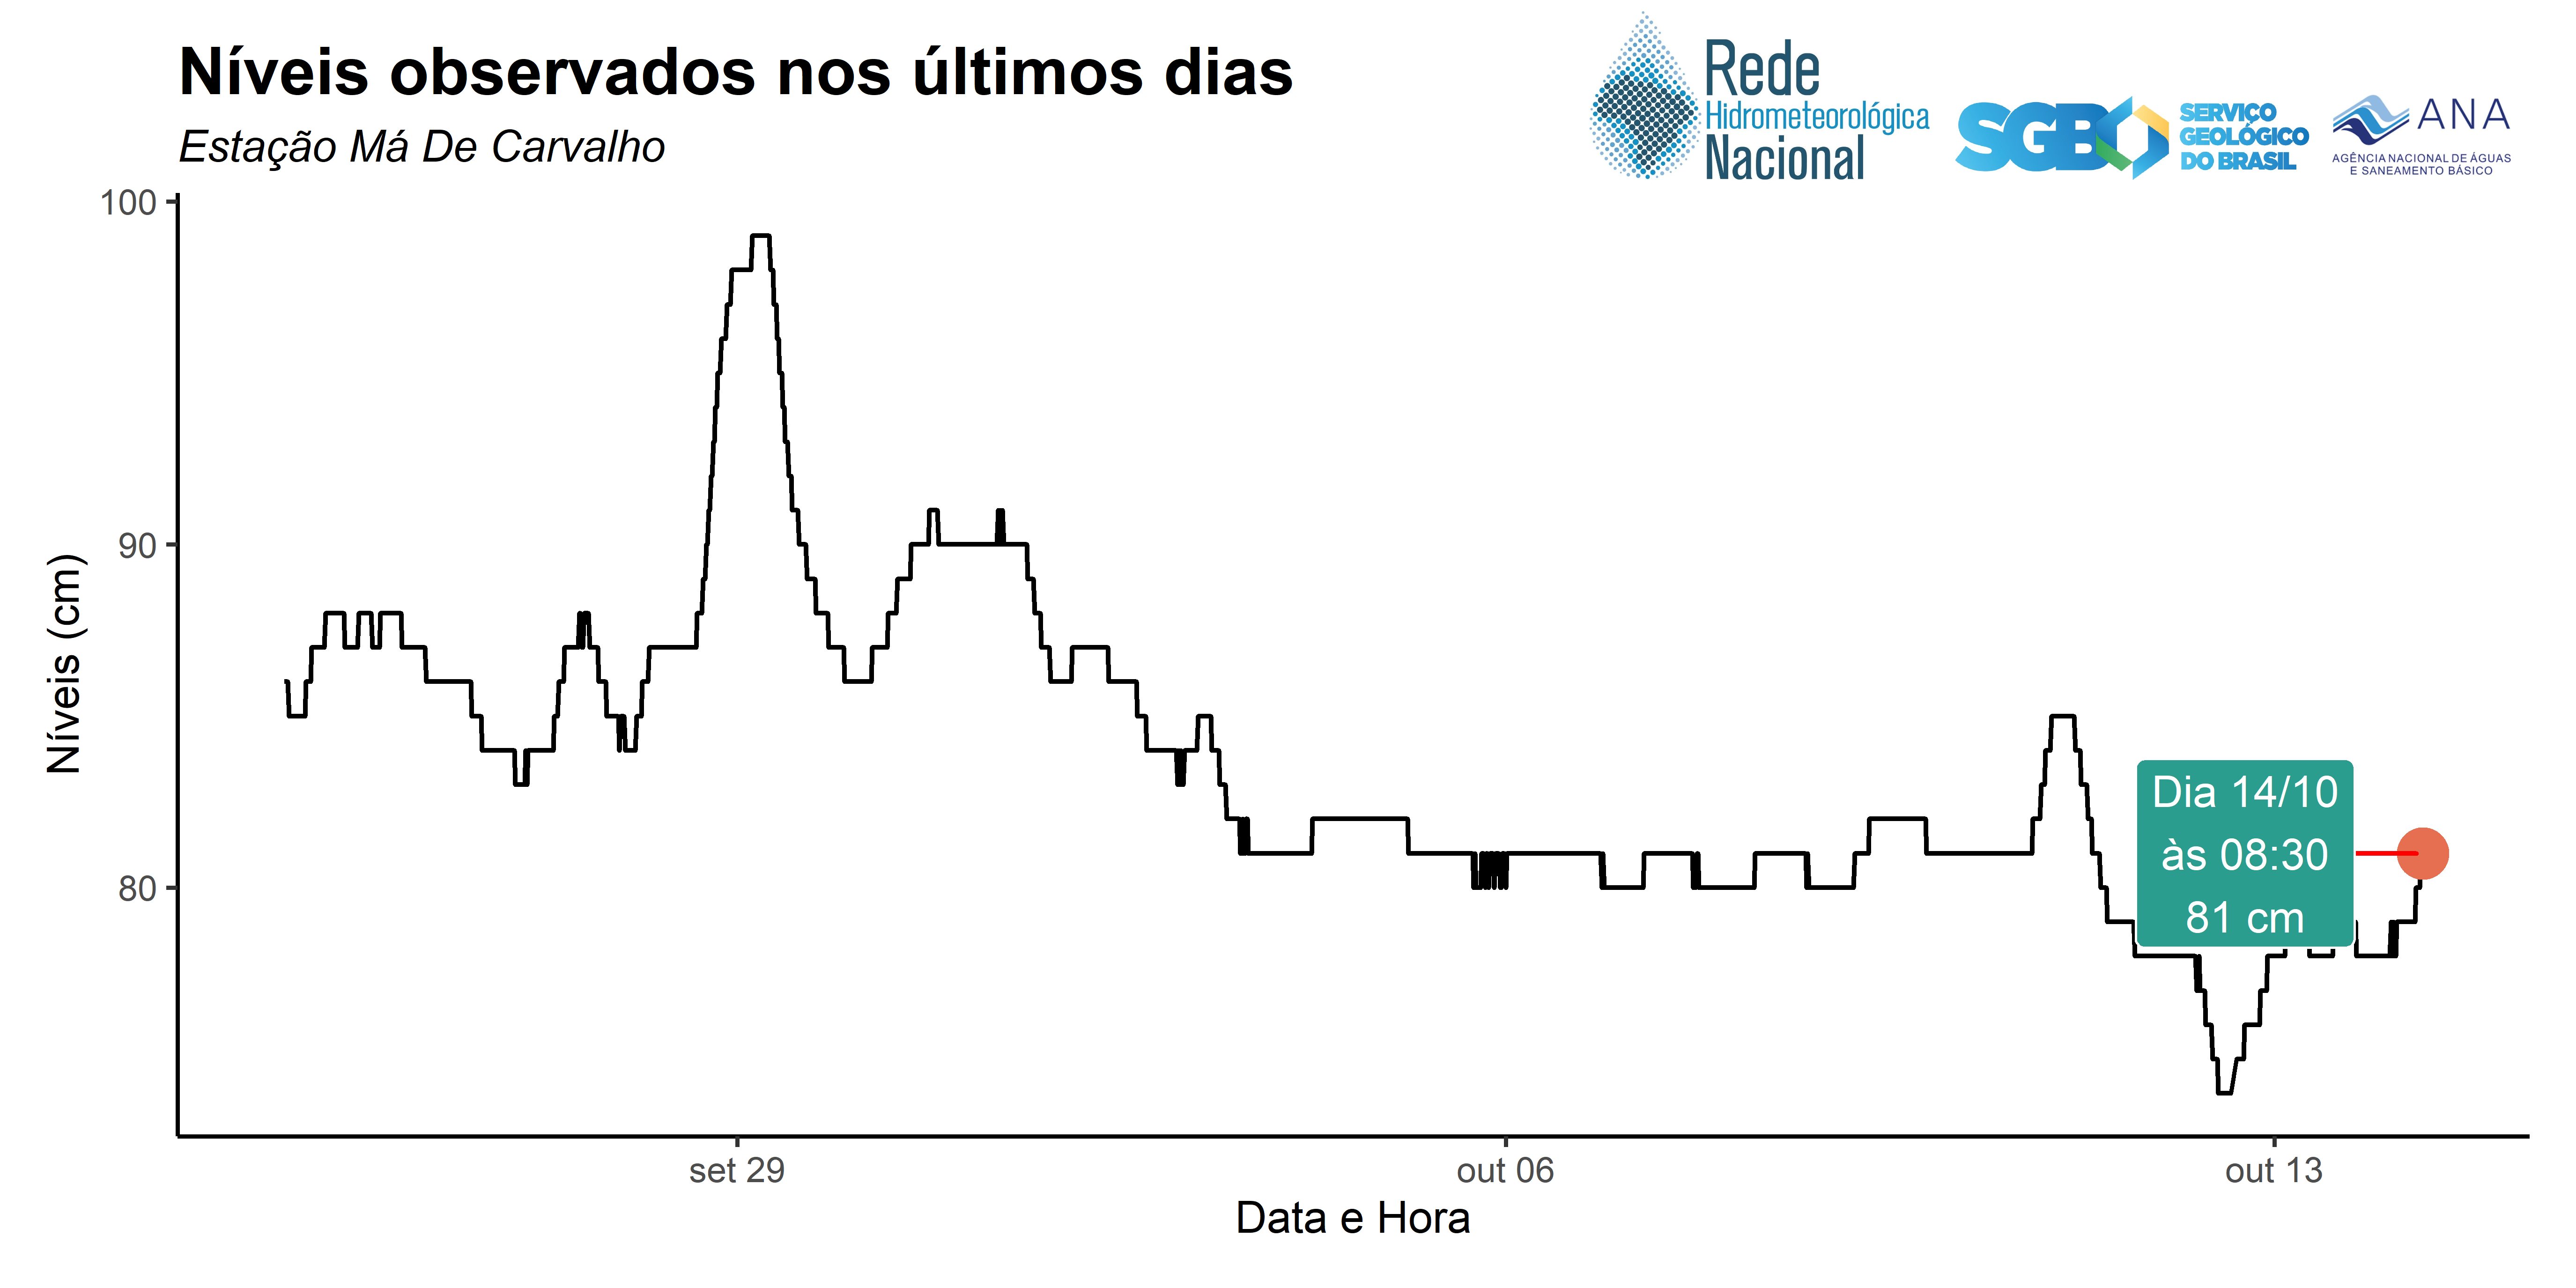 Níveis observados nos últimos dias
Estação Má De Carvalho
Rede
Hidrometeorológica
Nacional
SGB
SERVIÇO
GEOLÓGICO
DO BRASIL
ANA
AGÊNCIA NACIONAL DE ÁGUAS
E SANEAMENTO BÁSICO
100
90
80
Níveis (cm)
Dia 14/10
às 08:30
81 cm
set 29
out 06
out 13
Data e Hora